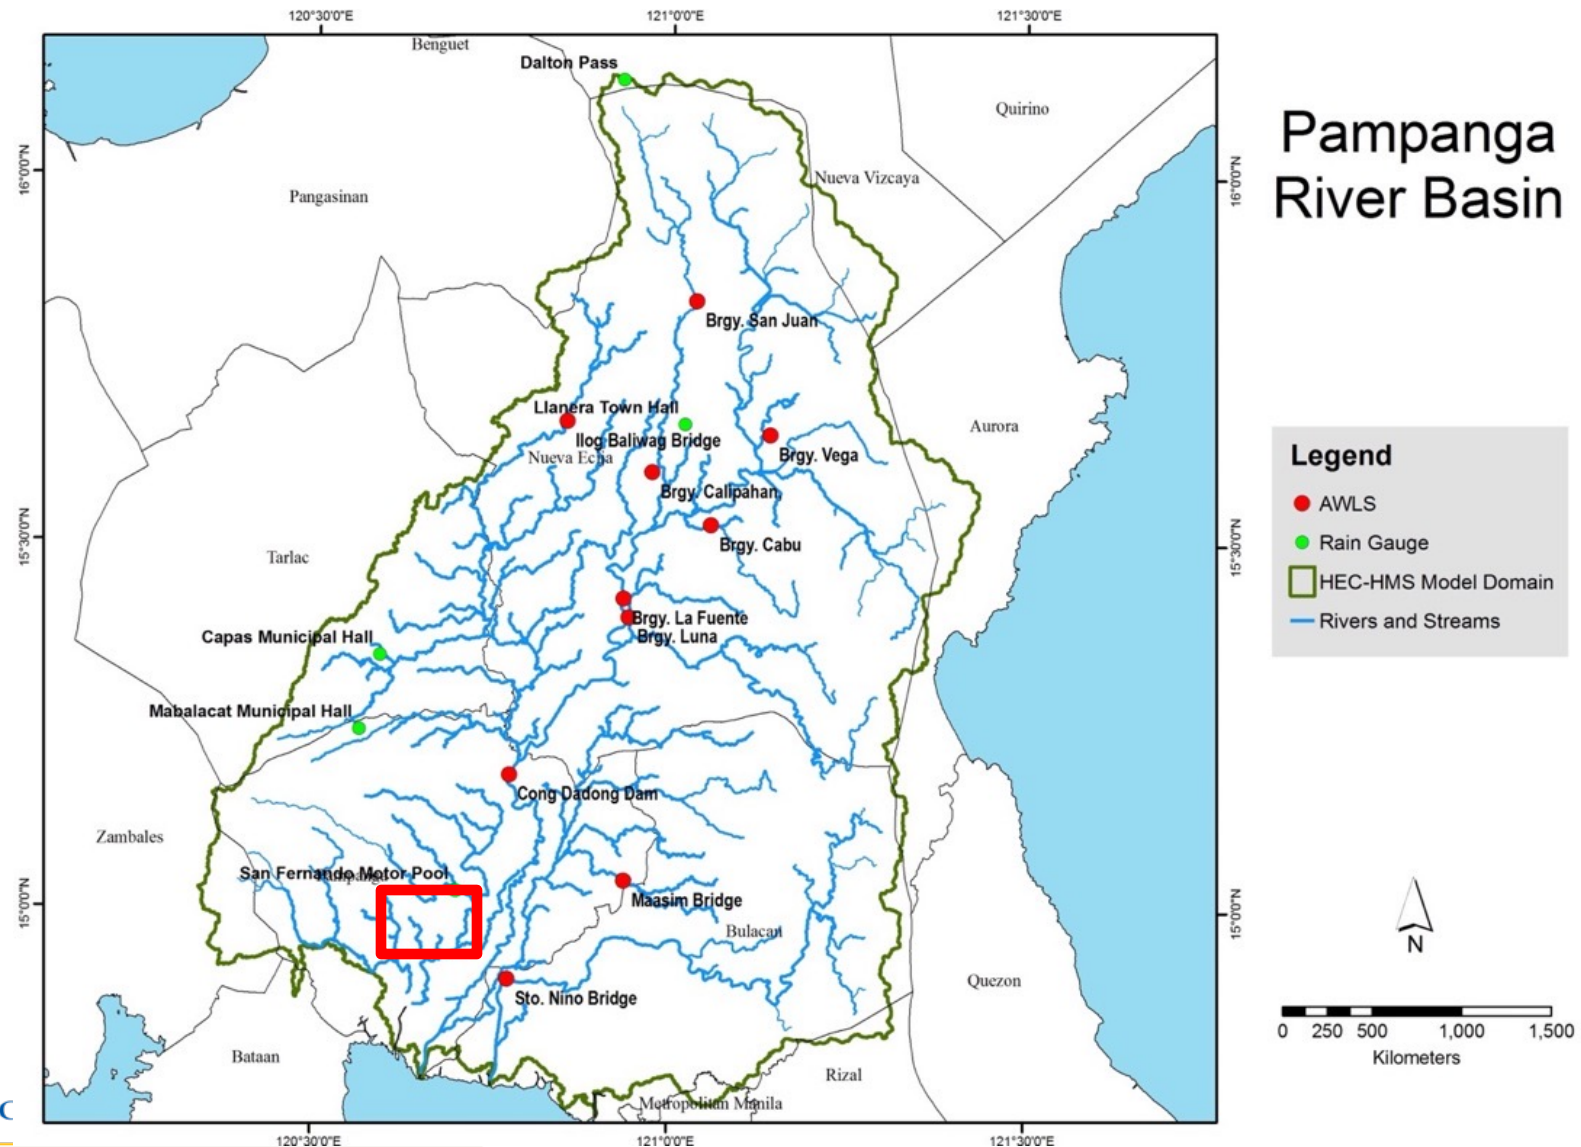 120°30'0"E
121°0'0"E
121°30'0"E
Benguet
Dalton Pass
Quirino
Pampanga
River Basin
16°0'0"N
16°0'0"N
Pangasinan
Nueva Vizcaya
Brgy. San Juan
Llanera Town Hall
Ilog Baliwag Bridge
Nueva Ecija
Aurora
Brgy. Vega
Brgy. Calipahan,
Legend
AWLS
Rain Gauge
HEC-HMS Model Domain
Rivers and Streams
15°30'0"N
15°30'0"N
Brgy. Cabu
Tarlac
Brgy. La Fuente
Brgy. Luna
Capas Municipal Hall
Mabalacat Municipal Hall
Cong Dadong Dam
Zambales
San Fernando Motor Pool
Pampanga
Maasim Bridge
15°0'0"N
15°0'0"N
Bulacan
N
Quezon
Sto. Nino Bridge
0 250 500 1,000 1,500
Kilometers
Bataan
Rizal
Metropolitan Manila
C
120°30'0"E
121°0'0"E
121°30'0"E